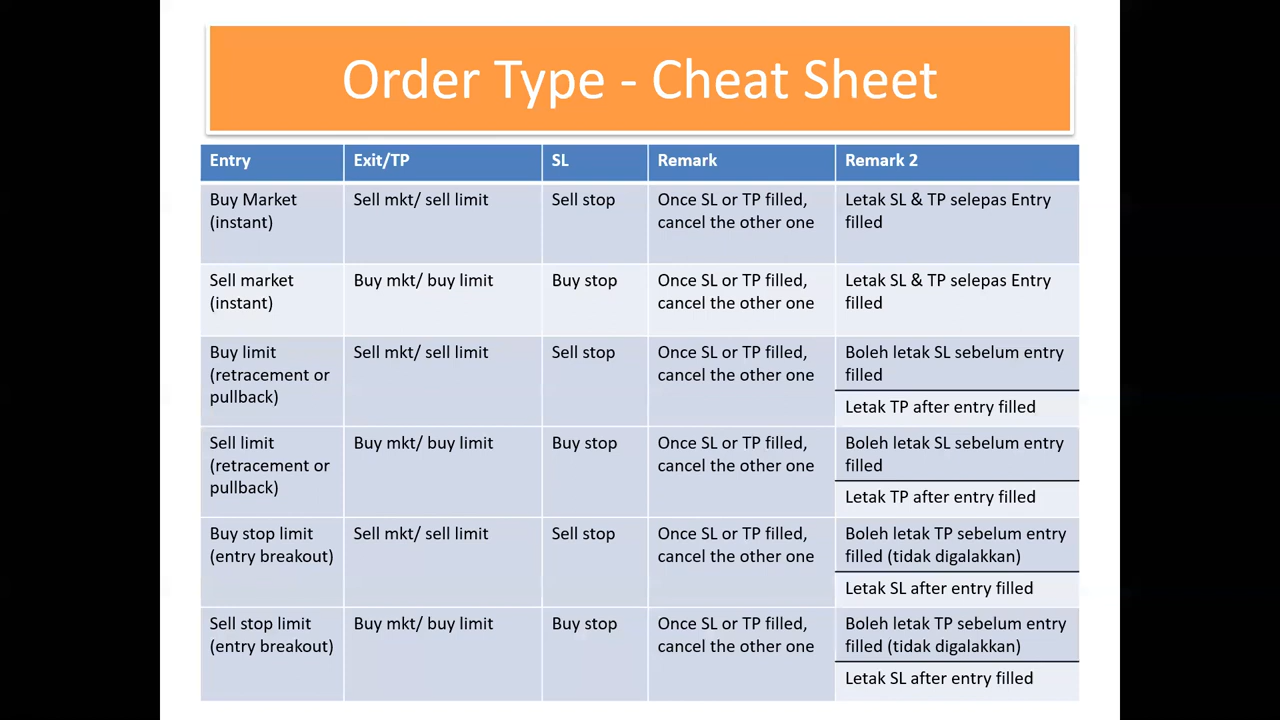 Order Type - Cheat Sheet
Entry
Exit/TP
SL
Remark
Remark 2
Buy Market
(instant)
Sell mkt/ sell limit
Sell stop
Once SL or TP filled,
cancel the other one
Letak SL & TP selepas Entry
filled
Sell market
(instant)
Buy mkt/ buy limit
Buy stop
Once SL or TP filled,
cancel the other one
Letak SL & TP selepas Entry
filled
Buy limit
(retracement or
pullback)
Sell mkt/ sell limit
Sell stop
Once SL or TP filled,
cancel the other one
Boleh letak SL sebelum entry
filled
Letak TP after entry filled
Sell limit
(retracement or
pullback)
Buy mkt/ buy limit
Buy stop
Once SL or TP filled,
cancel the other one
Boleh letak SL sebelum entry
filled
Letak TP after entry filled
Buy stop limit
(entry breakout)
Sell mkt/ sell limit
Sell stop
Once SL or TP filled,
cancel the other one
Boleh letak TP sebelum entry
filled (tidak digalakkan)
Letak SL after entry filled
Sell stop limit
(entry breakout)
Buy mkt/ buy limit
Buy stop
Once SL or TP filled,
cancel the other one
Boleh letak TP sebelum entry
filled (tidak digalakkan)
Letak SL after entry filled